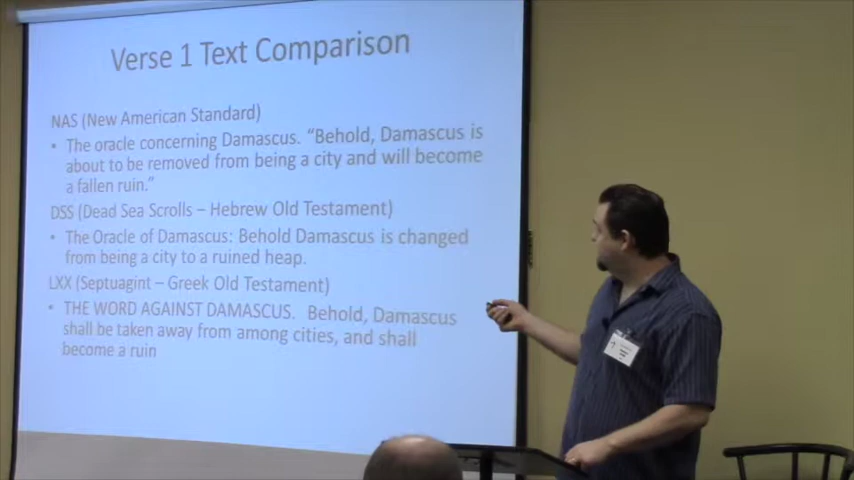 Verse 1 Text Comparison
NAS (New American Standard)
• The oracle concerning Damascus. "Behold, Damascus is
about to be removed from being a city and will become
a fallen ruin."
DSS (Dead Sea Scrolls – Hebrew Old Testament)
• The Oracle of Damascus: Behold Damascus is changed
from being a city to a ruined heap.
LXX (Septuagint – Greek Old Testament)
• THE WORD AGAINST DAMASCUS. Behold, Damascus
shall be taken away from among cities, and shall
become a ruin